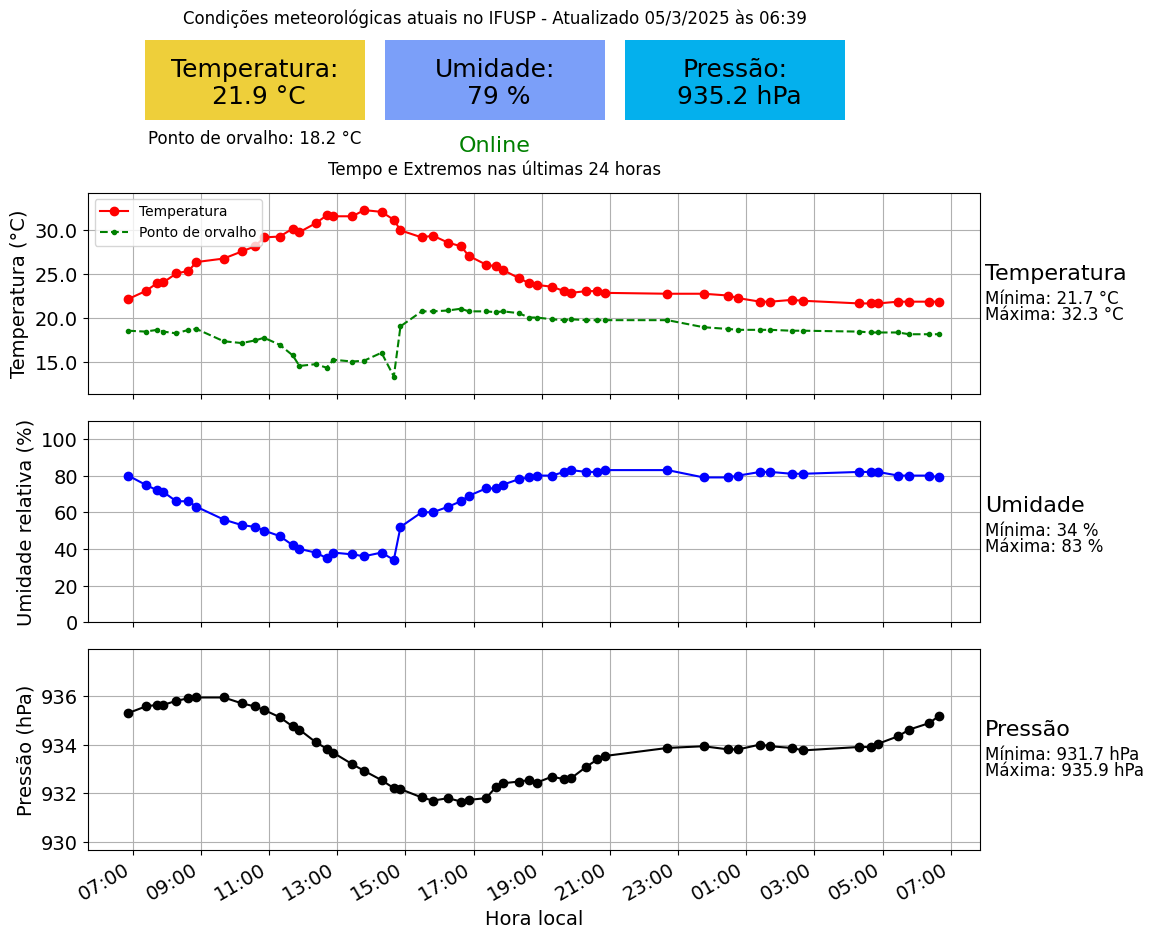 Condições meteorológicas atuais no IFUSP - Atualizado 05/3/2025 às 06:39
Temperatura:
21.9 °C
Umidade:
79 %
Pressão:
935.2 hPa
Ponto de orvalho: 18.2 °C
Online
Tempo e Extremos nas últimas 24 horas
Temperatura (°C)
30.0
25.0
20.0
15.0
Temperatura
Ponto de orvalho
Temperatura
Mínima: 21.7 °C
Máxima: 32.3 °C
Umidade relativa (%)
100
80
60
40
20
0
Umidade
Mínima: 34 %
Máxima: 83 %
Pressão (hPa)
936
934
932
930
Pressão
Mínima: 931.7 hPa
Máxima: 935.9 hPa
07:00
09:00
11:00
13:00
15:00
17:00
19:00
21:00
23:00
01:00
03:00
05:00
07:00
Hora local